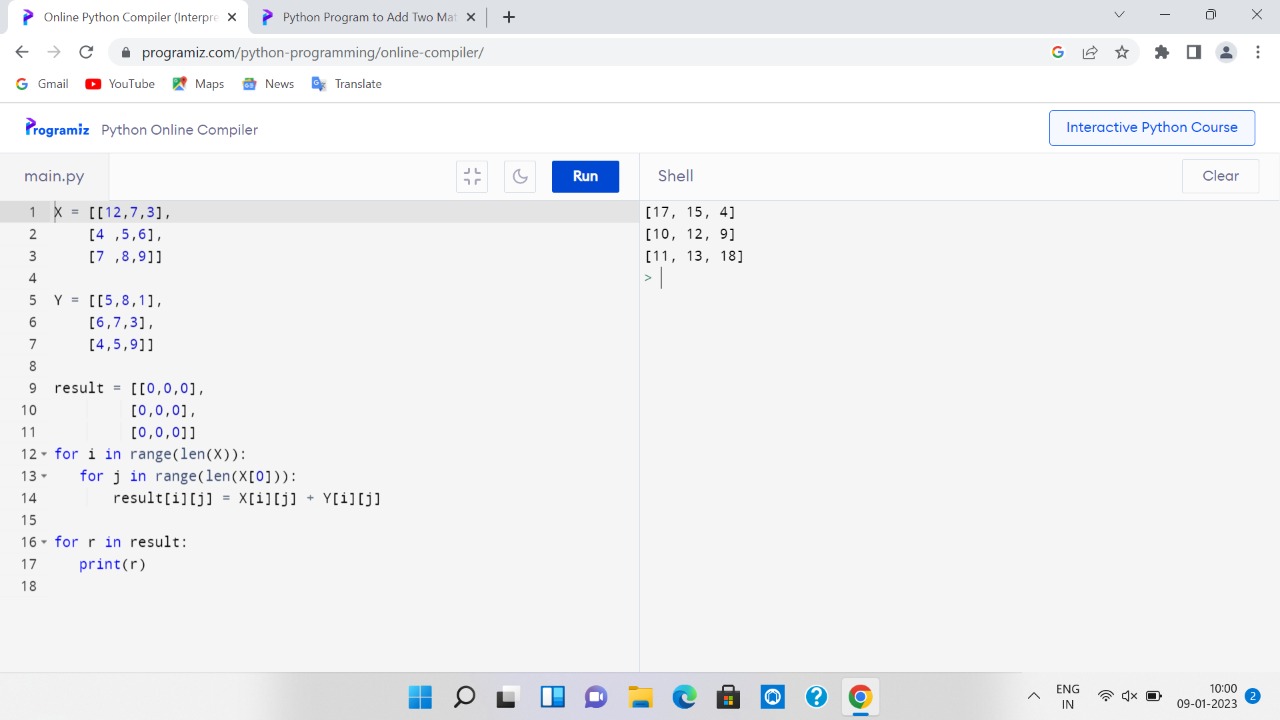 Online Python Compiler (Interpre
Python Program to Add Two Mat
programiz.com/python-programming/online-compiler/
Gmail YouTube Maps News Translate
Programiz Python Online Compiler
Interactive Python Course
main.py
Run
Shell
Clear
1 X = [[12,7,3],
2 [4 ,5,6],
3 [7 ,8,9]]
4
5 Y = [[5,8,1],
6 [6,7,3],
7 [4,5,9]]
8
9 result = [[0,0,0],
10 [0,0,0],
11 [0,0,0]]
12 for i in range(len(X)):
13 for j in range(len(X[0])):
14 result[i][j] = X[i][j] + Y[i][j]
15
16 for r in result:
17 print(r)
18
[17, 15, 4]
[10, 12, 9]
[11, 13, 18]
>
ENG
IN
10:00
09-01-2023
2